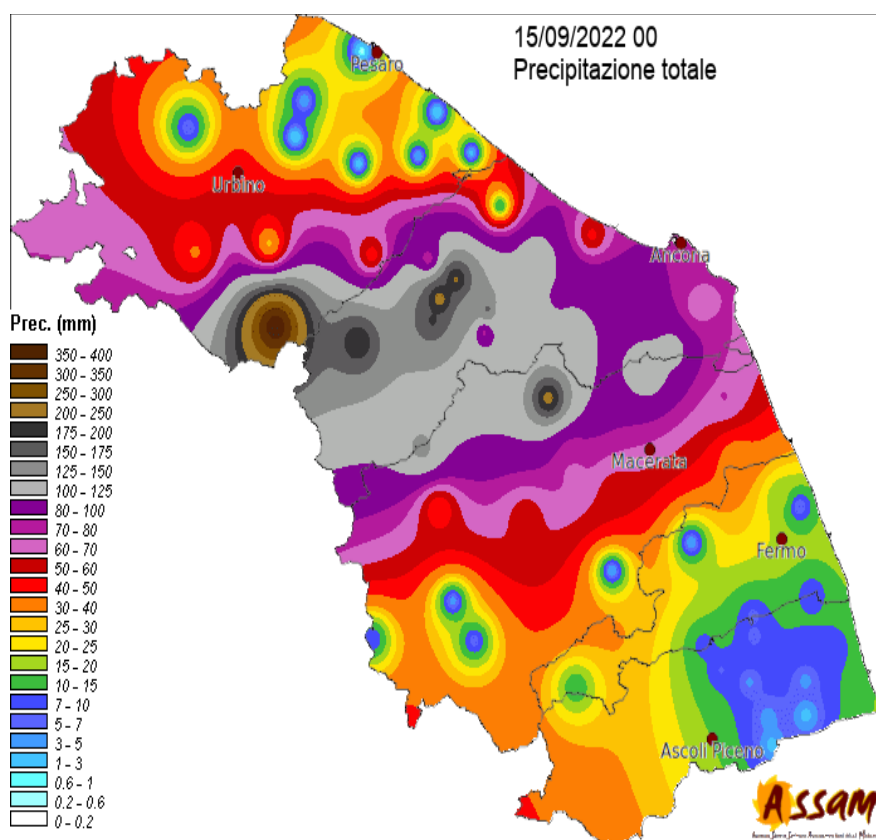 15/09/2022 00
Precipitazione totale
Pesaro
Urbino
Ancona
Prec. (mm)
350 - 400
300 - 350
250 - 300
200 - 250
175 - 200
150 - 175
125 - 150
100 - 125
80 - 100
70 - 80
60 - 70
50 - 60
40 - 50
30 - 40
25 - 30
20 - 25
15 - 20
10 - 15
7 - 10
5 - 7
3 - 5
1 - 3
0.6 - 1
0.2 - 0.6
0 - 0.2
Macerata
Fermo
Ascoli Piceno
ASSAM